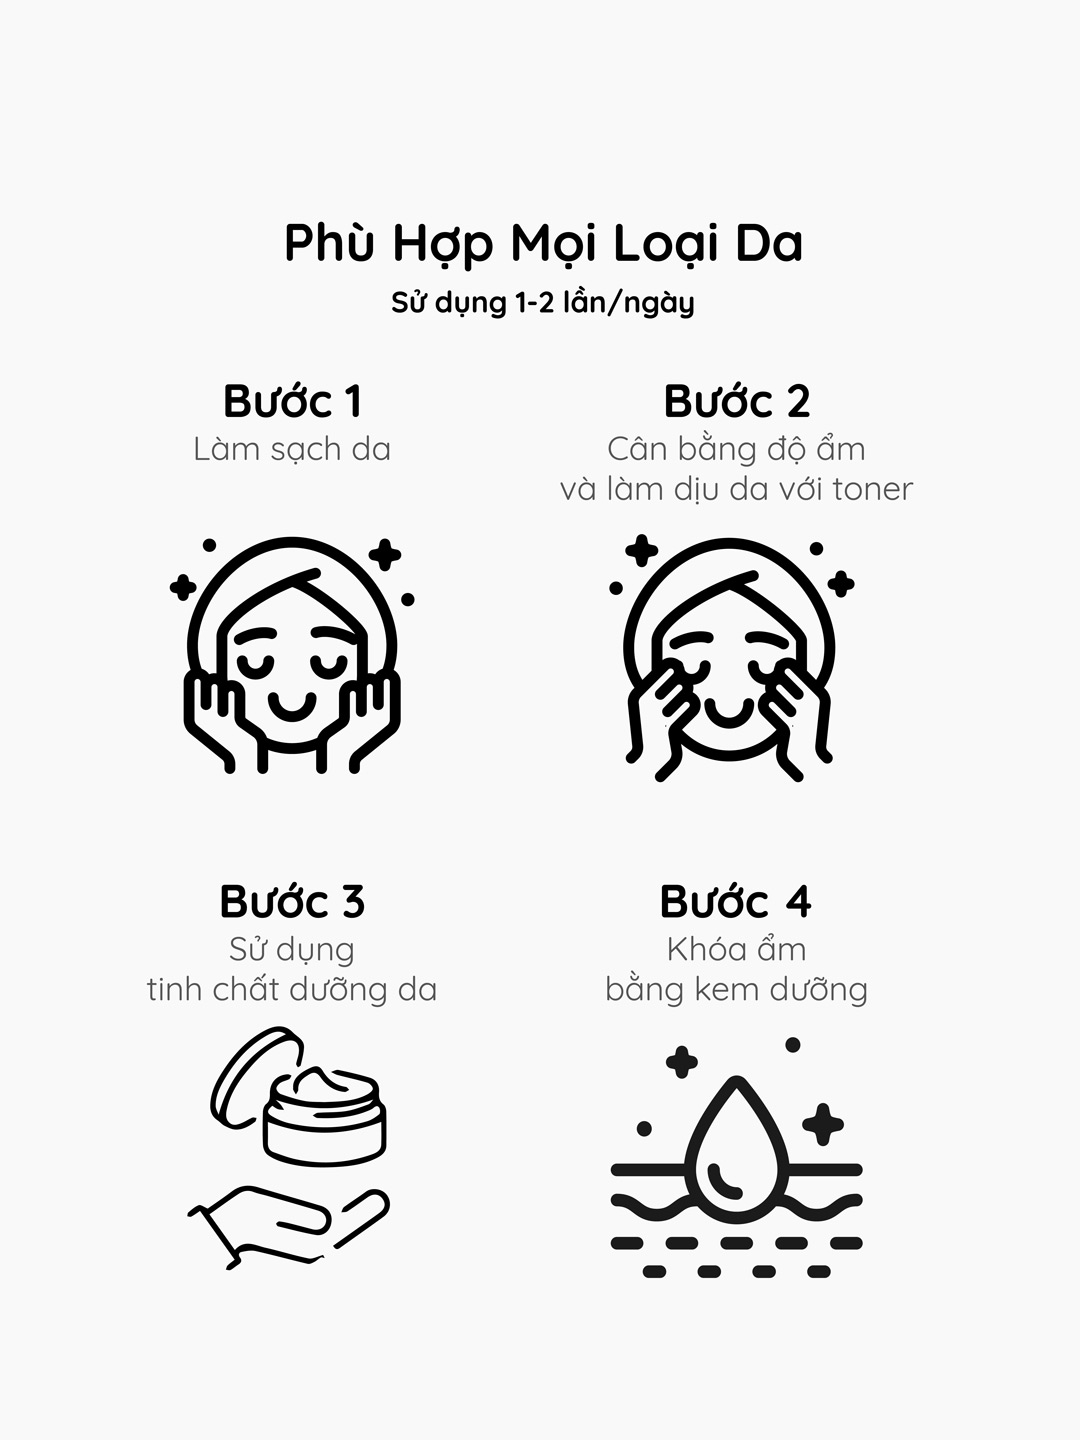 Phù Hợp Mọi Loại Da
Sử dụng 1-2 lần/ngày
Bước 1
Làm sạch da
Bước 2
Cân bằng độ ẩm
và làm dịu da với toner
Bước 3
Sử dụng
tinh chất dưỡng da
Bước 4
Khóa ẩm
bằng kem dưỡng